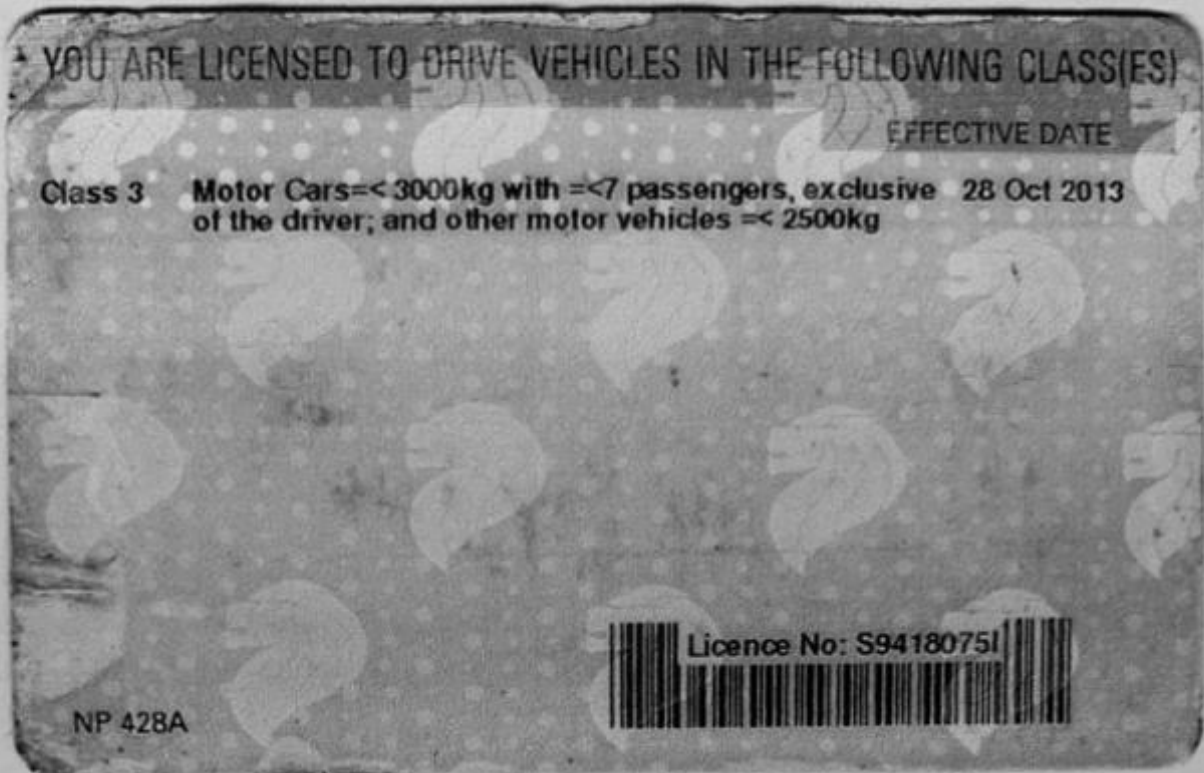 YOU ARE LICENSED TO DRIVE VEHICLES IN THE FOLLOWING CLASS(ES)
EFFECTIVE DATE
Class 3 Motor Cars=< 3000kg with =<7 passengers, exclusive 28 Oct 2013
of the driver; and other motor vehicles =< 2500kg
Licence No: S9418075I
NP 428A